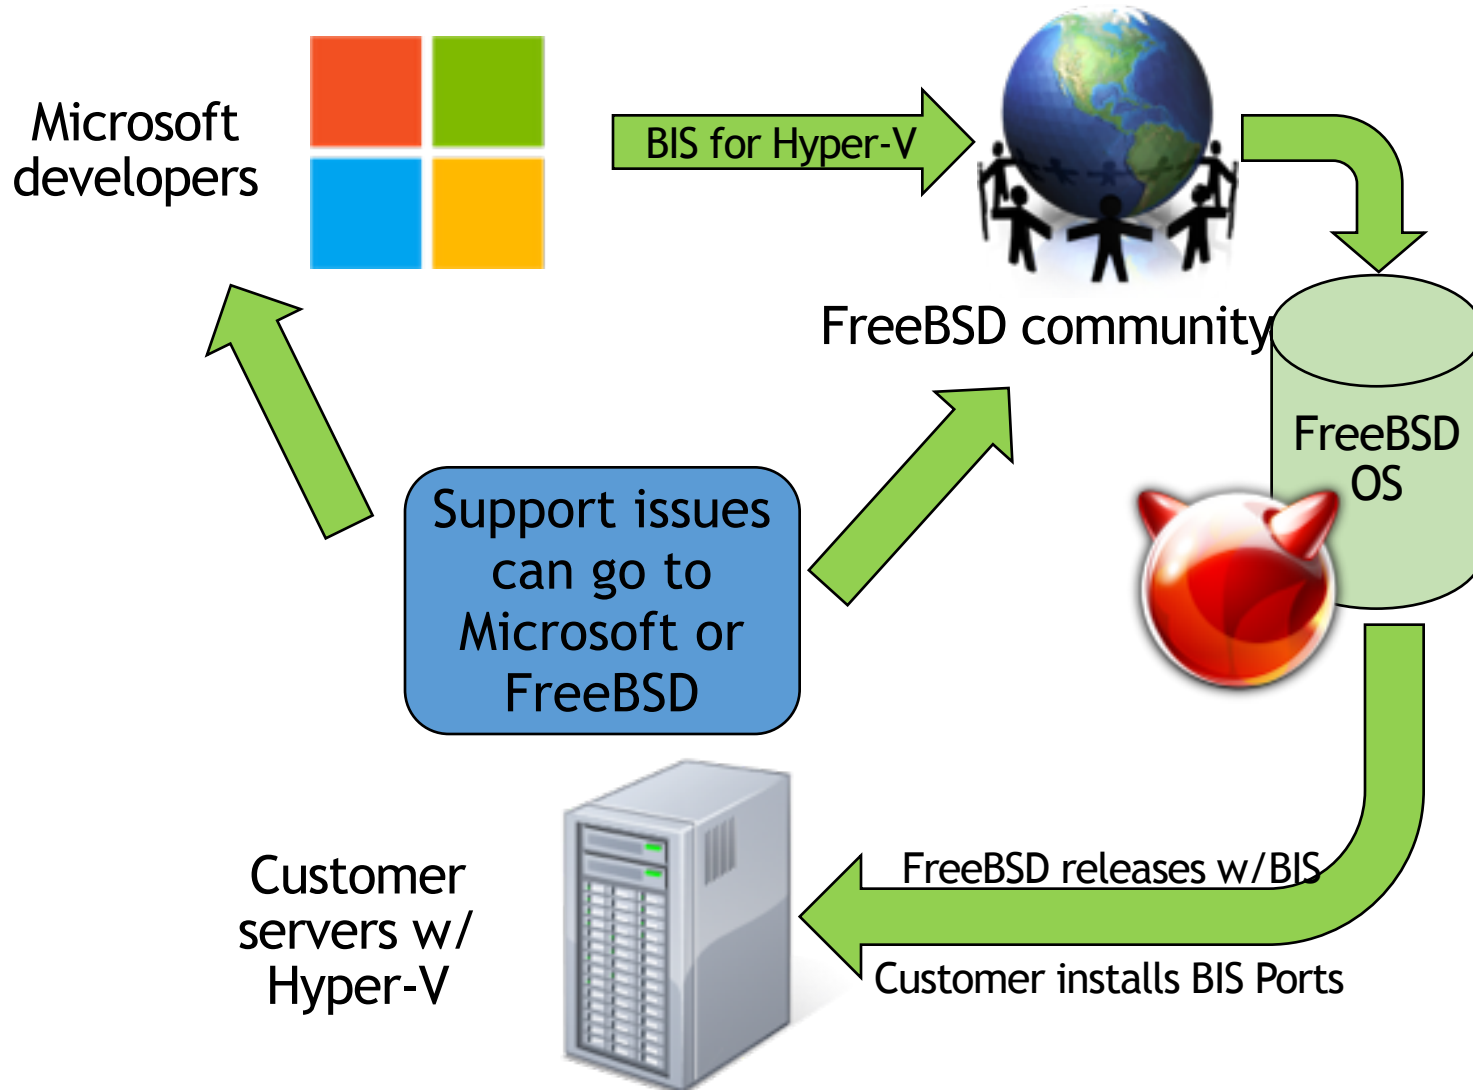 Microsoft
developers
BIS for Hyper-V
FreeBSD community
FreeBSD
OS
Support issues
can go to
Microsoft or
FreeBSD
Customer
servers w/
Hyper-V
FreeBSD releases w/BIS
Customer installs BIS Ports